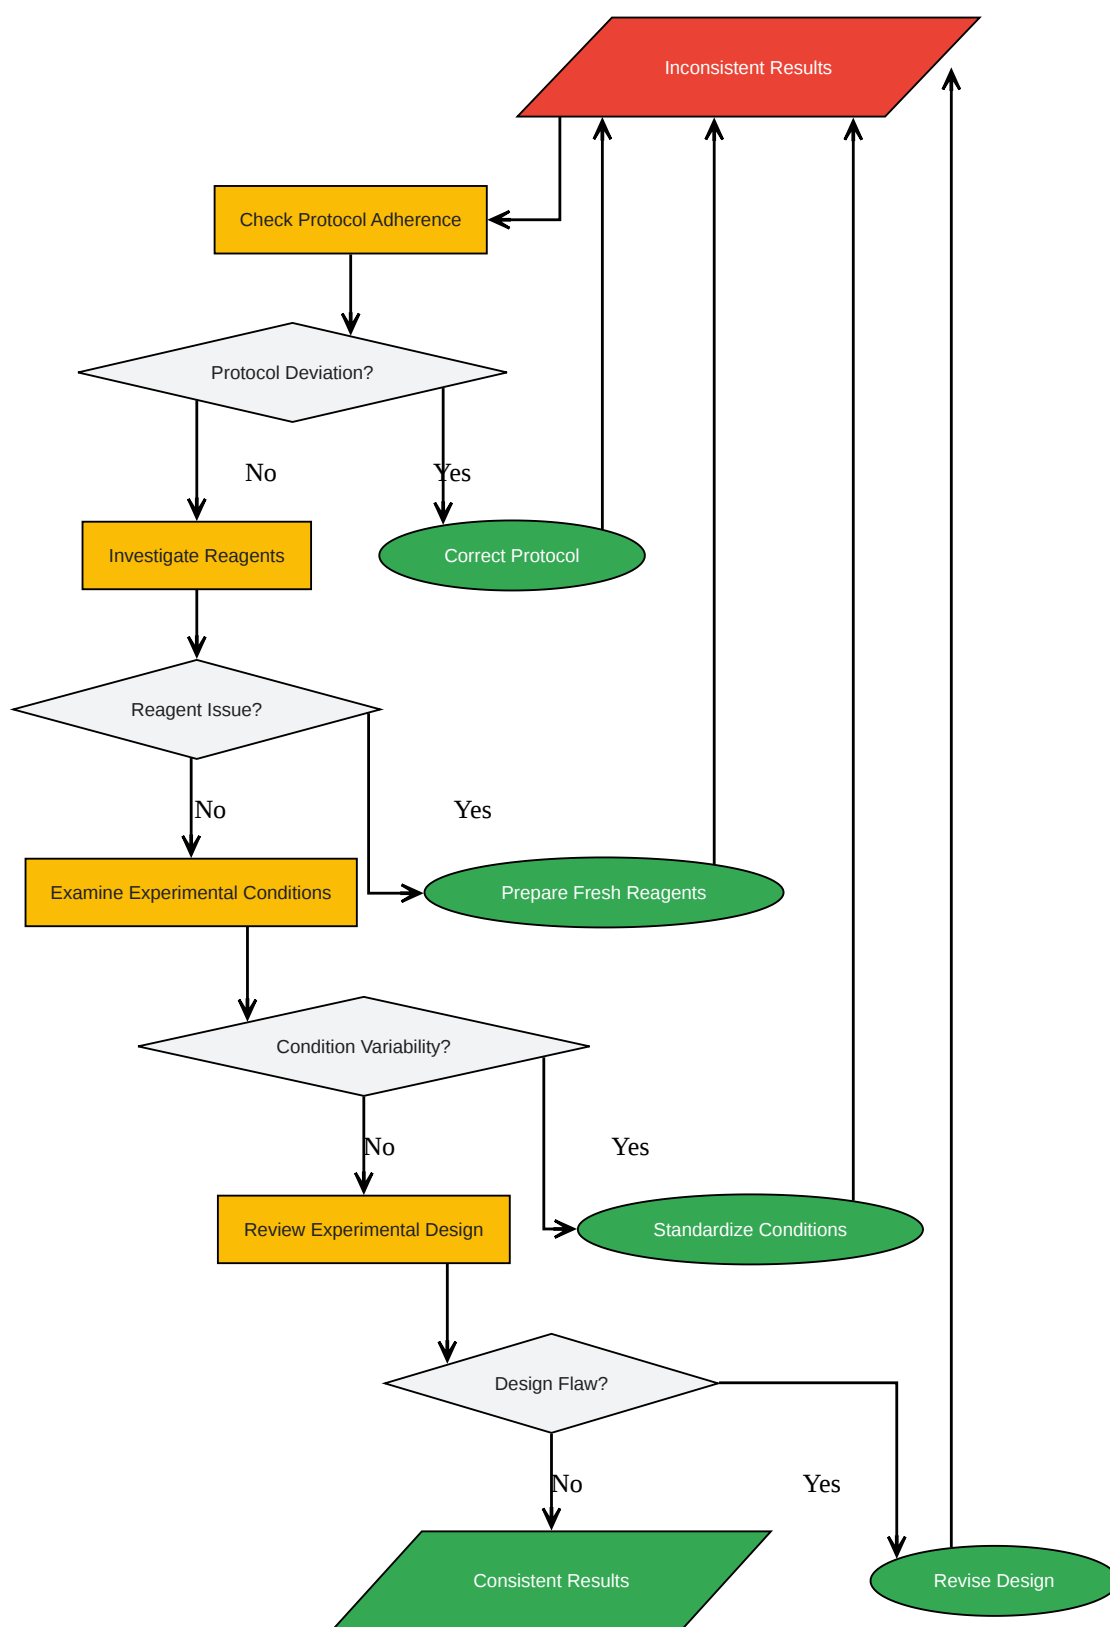 Inconsistent Results
Check Protocol Adherence
Protocol Deviation?
No
Yes
Investigate Reagents
Correct Protocol
Reagent Issue?
No
Yes
Examine Experimental Conditions
Prepare Fresh Reagents
Condition Variability?
No
Yes
Review Experimental Design
Standardize Conditions
Design Flaw?
No
Yes
Consistent Results
Revise Design